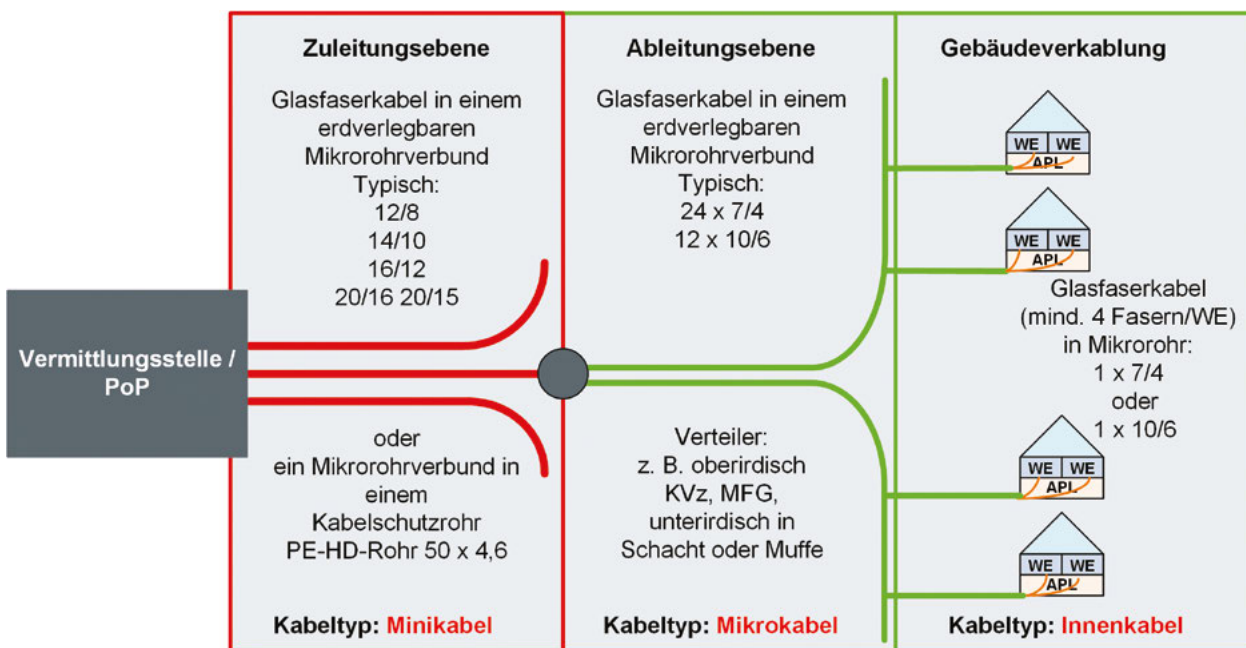 Vermittlungsstelle /
PoP
Zuleitungsebene
Glasfaserkabel in einem
erdverlegbaren
Mikrorohrverbund
Typisch:
12/8
14/10
16/12
20/16 20/15
oder
ein Mikrorohrverbund in
einem
Kabelschutzrohr
PE-HD-Rohr 50 x 4,6
Kabeltyp: Minikabel
Ableitungsebene
Glasfaserkabel in einem
erdverlegbaren
Mikrorohrverbund
Typisch:
24 x 7/4
12 x 10/6
Verteiler:
z. B. oberirdisch
KVz, MFG,
unterirdisch in
Schacht oder Muffe
Kabeltyp: Mikrokabel
Gebäudeverkablung
WE WE
APL
WE WE
APL
Glasfaserkabel
(mind. 4 Fasern/WE)
in Mikrorohr:
1 x 7/4
oder
1 x 10/6
WE WE
APL
WE WE
APL
Kabeltyp: Innenkabel